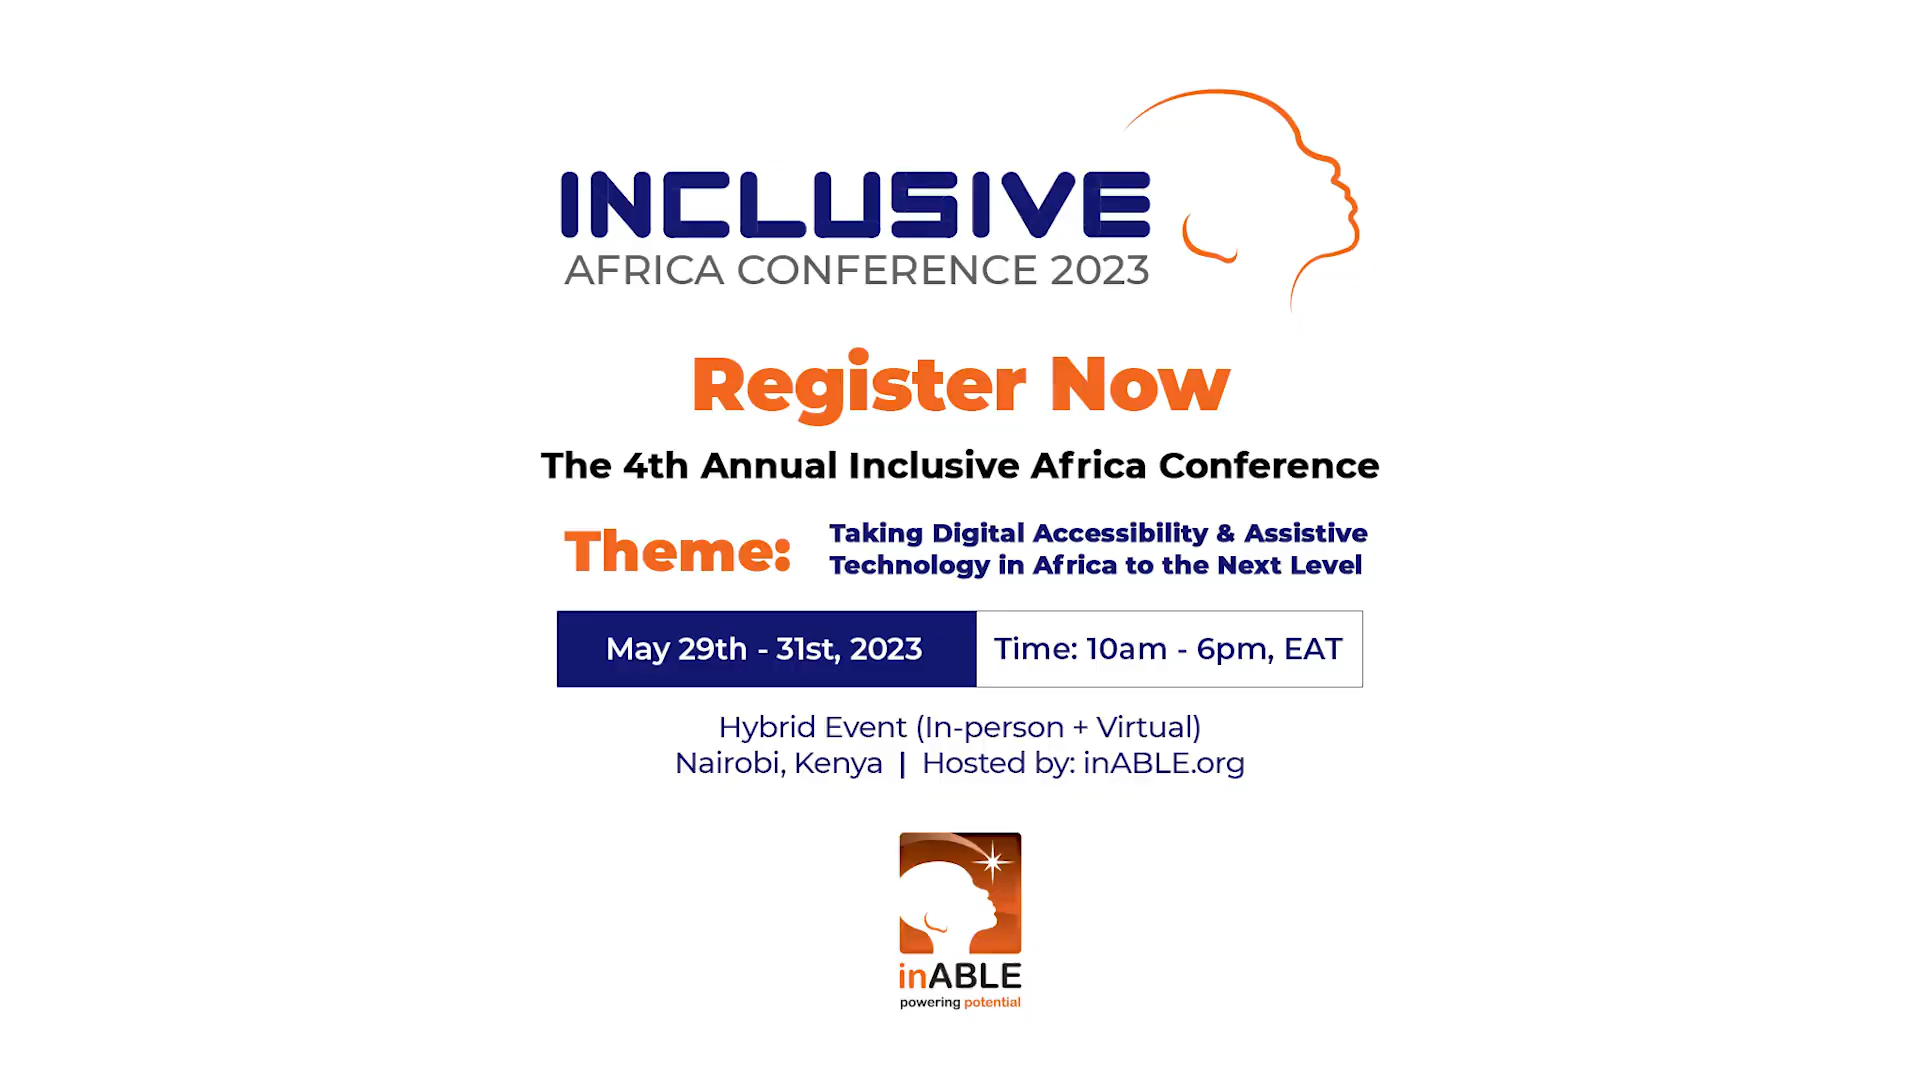 INCLUSIVE
AFRICA CONFERENCE 2023
Register Now
The 4th Annual Inclusive Africa Conference
Theme:
Taking Digital Accessibility & Assistive
Technology in Africa to the Next Level
May 29th - 31st, 2023
Time: 10am - 6pm, EAT
Hybrid Event (In-person + Virtual)
Nairobi, Kenya | Hosted by: inABLE.org
inABLE
powering potential